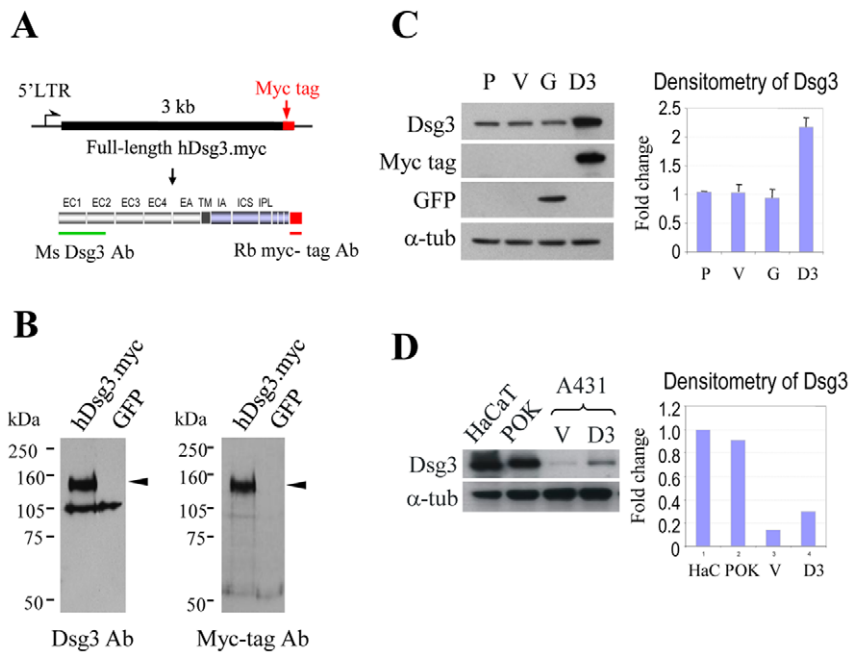 A
5'LTR
3 kb
Myc tag
Full-length hDsg3.myc
EC1 EC2 EC3 EC4 EA TM IA ICS IPL
Ms Dsg3 Ab
Rb myc- tag Ab
B
hDsg3.myc
GFP
hDsg3.myc
GFP
kDa
250
160
105
75
50
Dsg3 Ab
kDa
250
160
105
75
50
Myc-tag Ab
C
P V G D3
Dsg3
Myc tag
GFP
α-tub
Densitometry of Dsg3
Fold change
2.5
2
1.5
1
0.5
0
P V G D3
D
HaCaT
POK
A431
V D3
Dsg3
α-tub
Densitometry of Dsg3
Fold change
1.2
1.0
0.8
0.6
0.4
0.2
0
1 2 3 4
HaC POK V D3